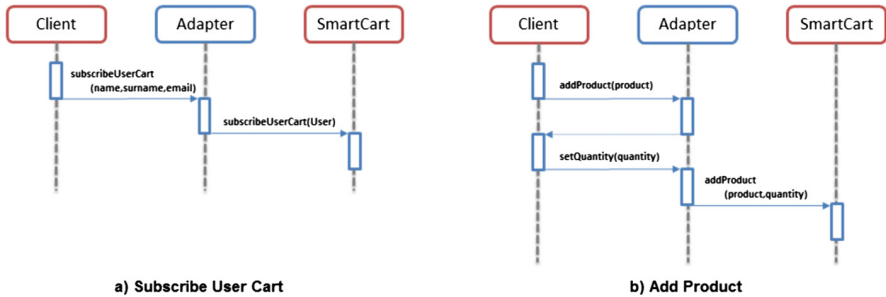 Client
Adapter
SmartCart
subscribeUserCart
(name,surname,email)
subscribeUserCart(User)
a) Subscribe User Cart
Client
Adapter
SmartCart
addProduct(product)
setQuantity(quantity)
addProduct
(product,quantity)
b) Add Product